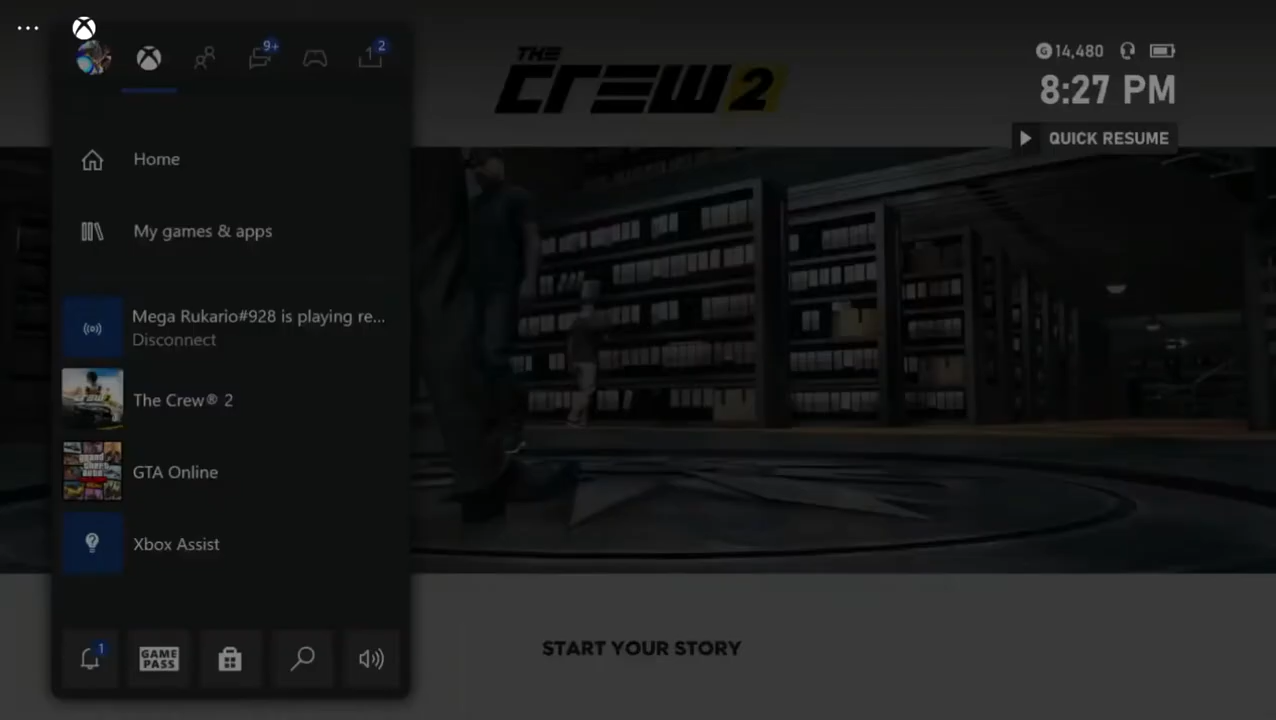 ...
9+
2
Home
My games & apps
Mega Rukario#928 is playing re...
Disconnect
The Crew® 2
GTA Online
Xbox Assist
1
GAME
PASS
THE
CREW 2
G 14,480
8:27 PM
QUICK RESUME
START YOUR STORY